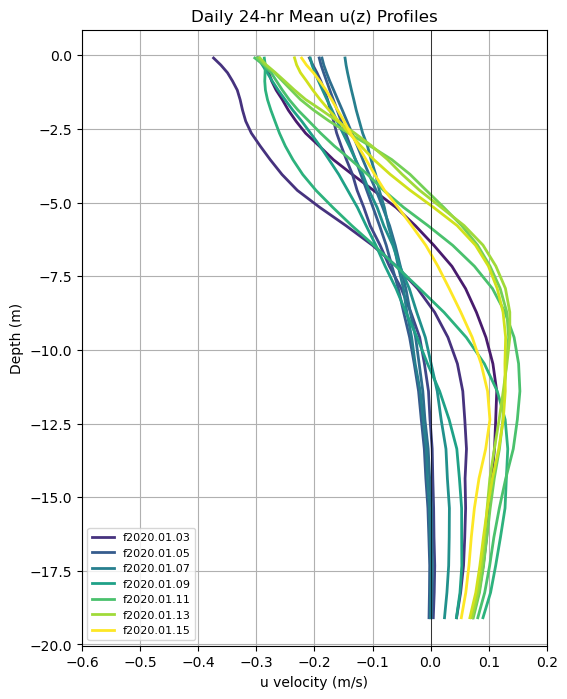 Daily 24-hr Mean u(z) Profiles
0.0
−2.5
−5.0
−7.5
−10.0
−12.5
−15.0
−17.5
−20.0
Depth (m)
f2020.01.03
f2020.01.05
f2020.01.07
f2020.01.09
f2020.01.11
f2020.01.13
f2020.01.15
−0.6 −0.5 −0.4 −0.3 −0.2 −0.1 0.0 0.1 0.2
u velocity (m/s)